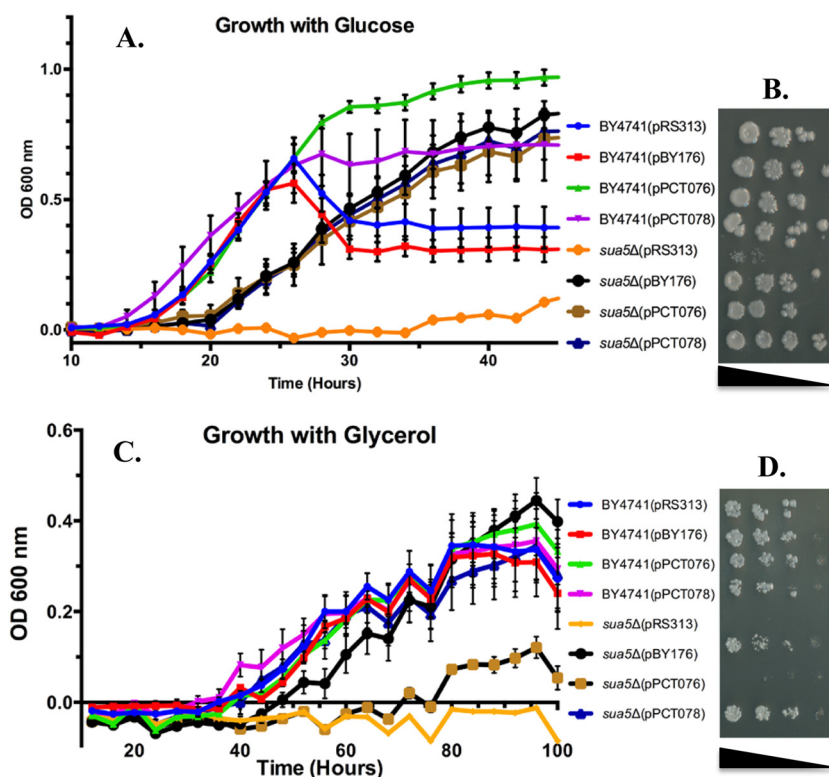 A.
Growth with Glucose
B.
OD 600 nm
1.0
0.5
0.0
10
20
30
40
Time (Hours)
BY4741(pRS313)
BY4741(pBY176)
BY4741(pPCT076)
BY4741(pPCT078)
sua5Δ(pRS313)
sua5Δ(pBY176)
sua5Δ(pPCT076)
sua5Δ(pPCT078)
C.
Growth with Glycerol
D.
OD 600 nm
0.6
0.4
0.2
0.0
20
40
60
80
100
Time (Hours)
BY4741(pRS313)
BY4741(pBY176)
BY4741(pPCT076)
BY4741(pPCT078)
sua5Δ(pRS313)
sua5Δ(pBY176)
sua5Δ(pPCT076)
sua5Δ(pPCT078)